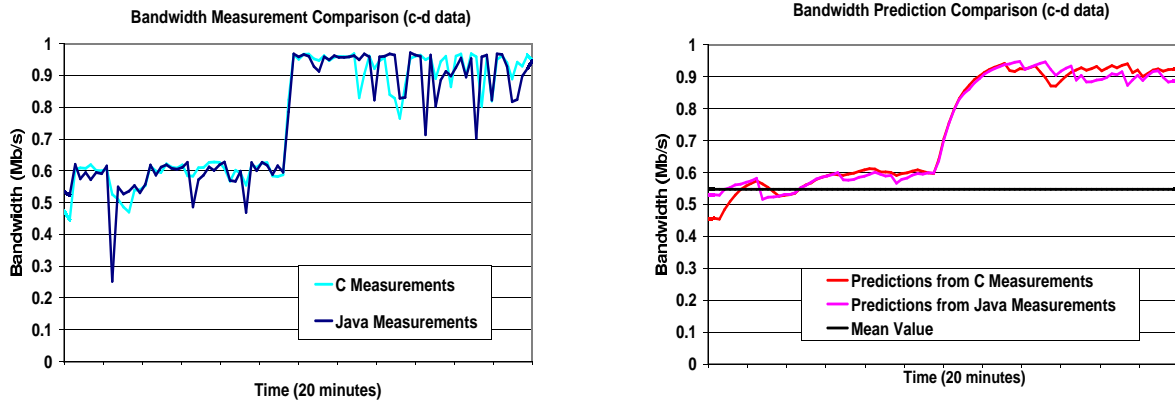 Bandwidth Measurement Comparison (c-d data)
1
0.9
0.8
0.7
0.6
0.5
0.4
0.3
0.2
0.1
0
Bandwidth (Mb/s)
C Measurements
Java Measurements
Time (20 minutes)
Bandwidth Prediction Comparison (c-d data)
1
0.9
0.8
0.7
0.6
0.5
0.4
0.3
0.2
0.1
0
Bandwidth (Mb/s)
Predictions from C Measurements
Predictions from Java Measurements
Mean Value
Time (20 minutes)